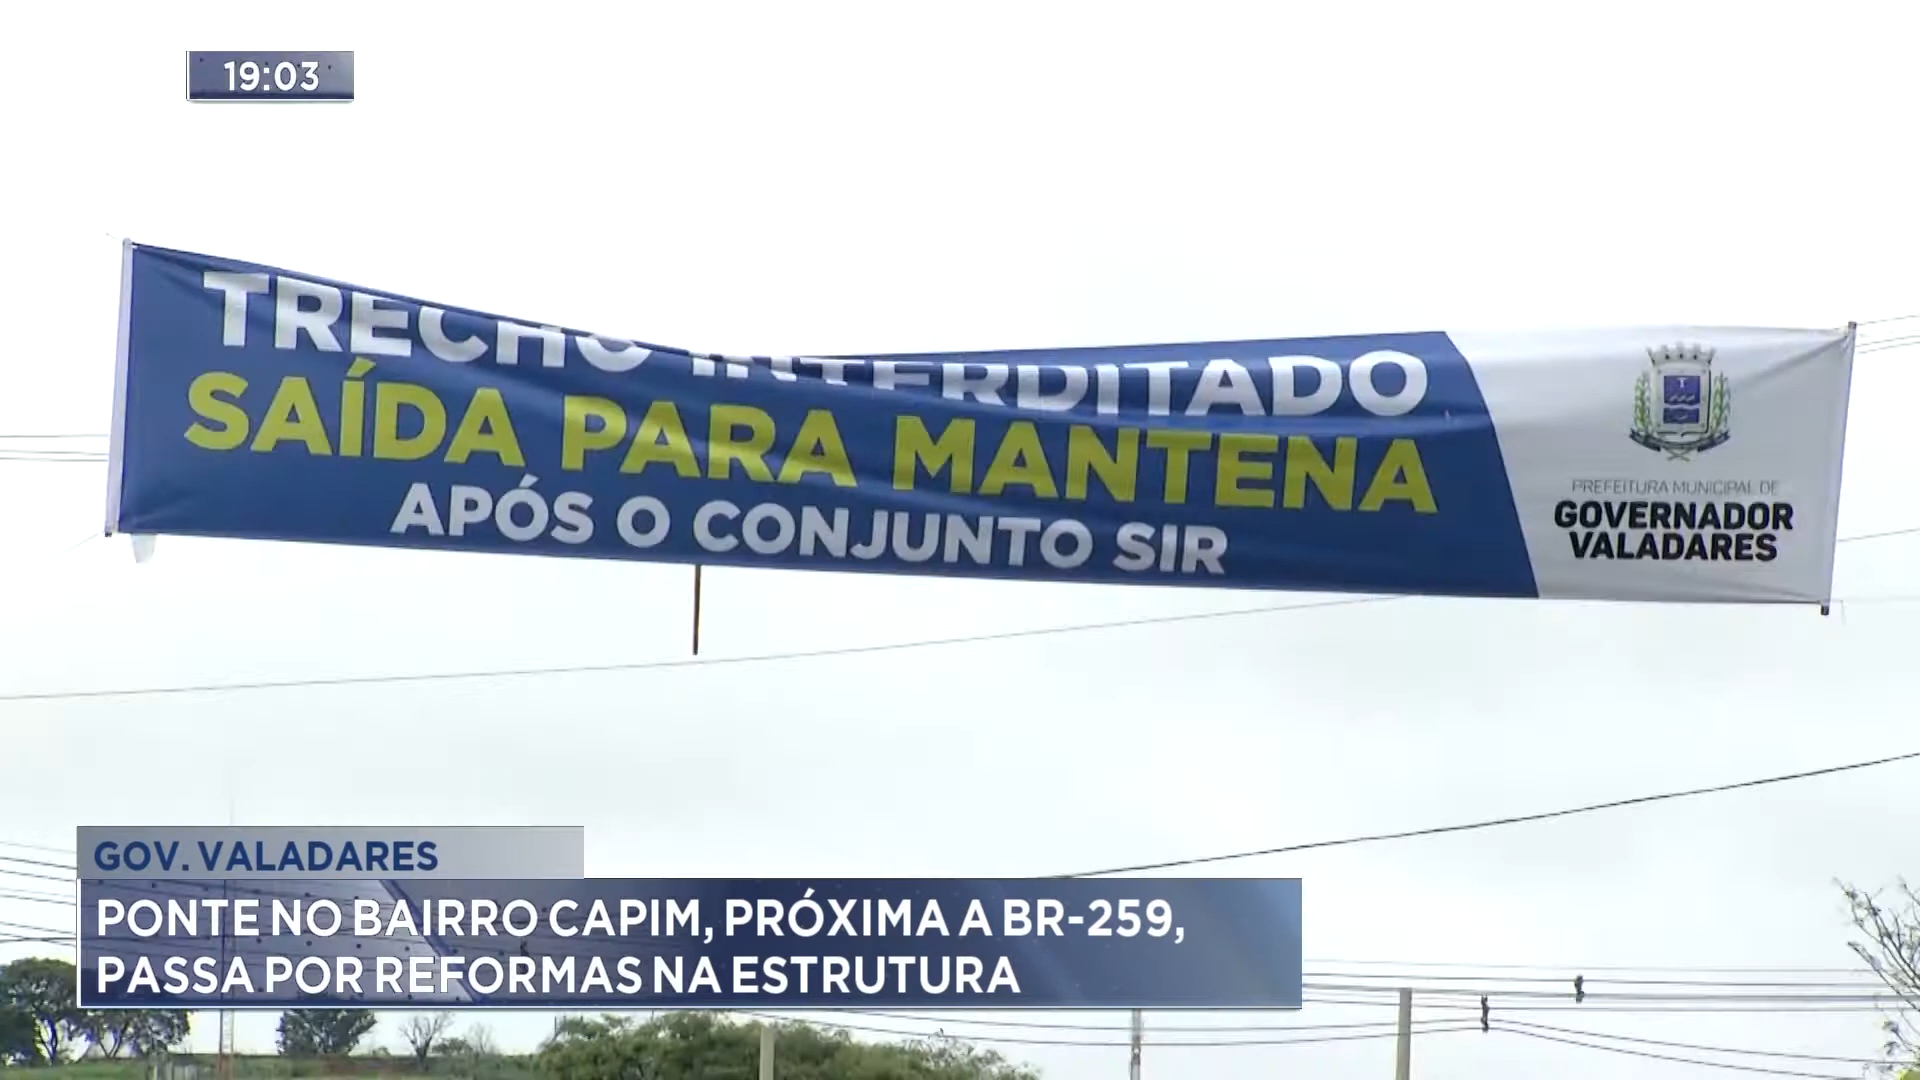 19:03
TRECHO INTERDITADO
SAÍDA PARA MANTENA
APÓS O CONJUNTO SIR
PREFEITURA MUNICIPAL DE
GOVERNADOR
VALADARES
GOV. VALADARES
PONTE NO BAIRRO CAPIM, PRÓXIMA A BR-259,
PASSA POR REFORMAS NA ESTRUTURA